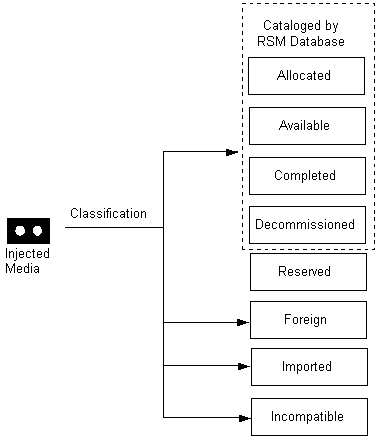 Cataloged by
RSM Database
Allocated
Available
Completed
Classification
Decommissioned
Injected
Media
Reserved
Foreign
Imported
Incompatible